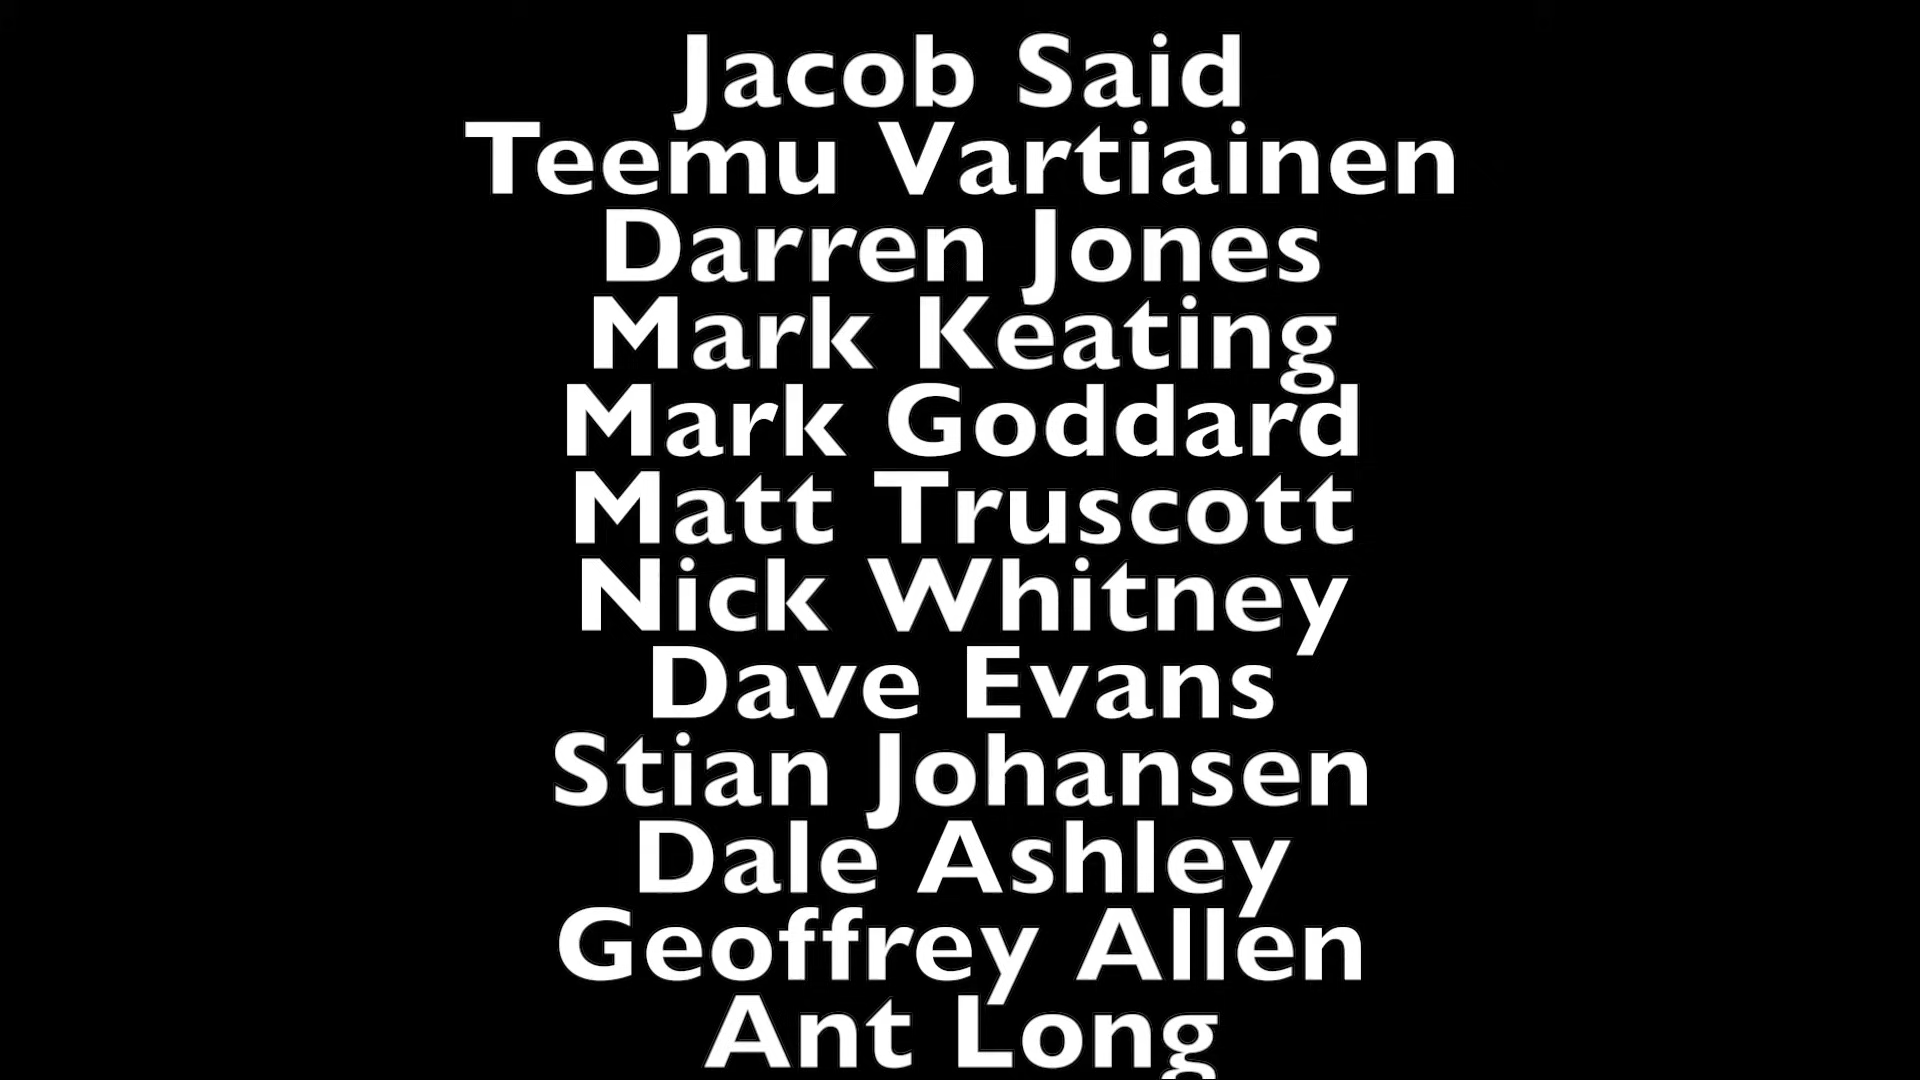 Jacob Said
Teemu Vartiainen
Darren Jones
Mark Keating
Mark Goddard
Matt Truscott
Nick Whitney
Dave Evans
Stian Johansen
Dale Ashley
Geoffrey Allen
Ant Long